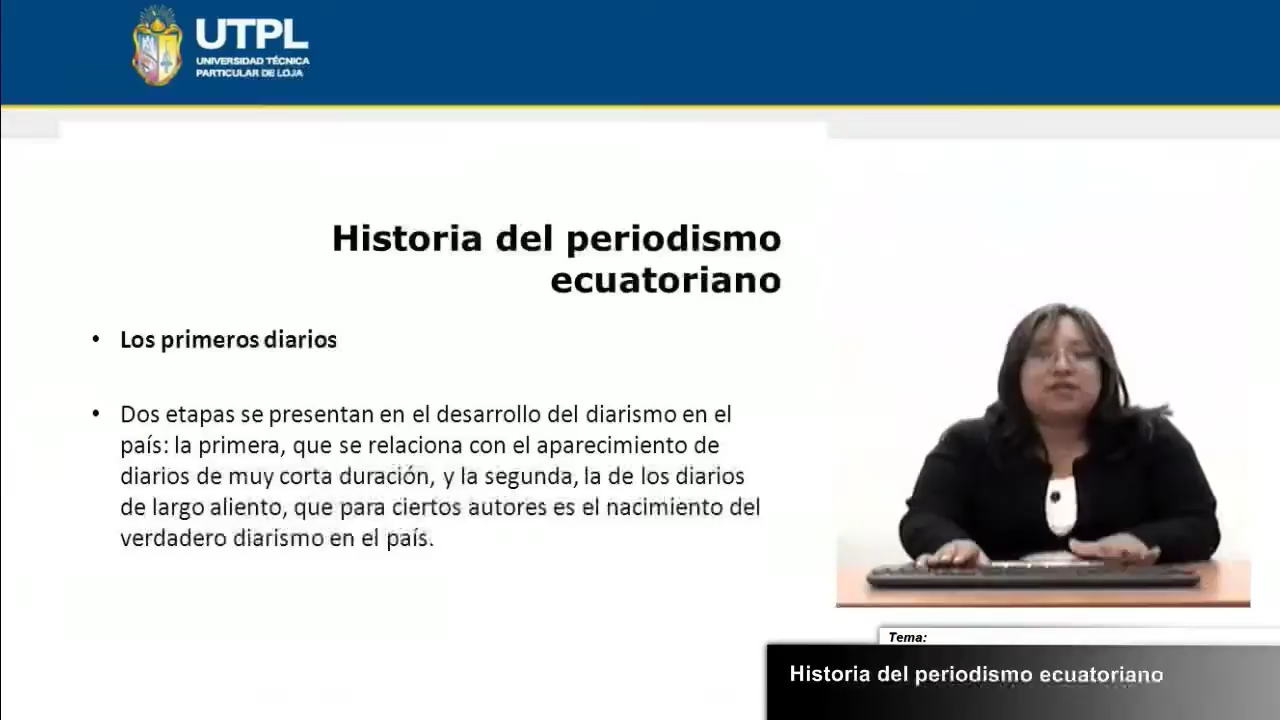 UTPL
UNIVERSIDAD TÉCNICA
PARTICULAR DE LOJA
Historia del periodismo
ecuatoriano
• Los primeros diarios
• Dos etapas se presentan en el desarrollo del diarismo en el
país: la primera, que se relaciona con el aparecimiento de
diarios de muy corta duración, y la segunda, la de los diarios
de largo aliento, que para ciertos autores es el nacimiento del
verdadero diarismo en el país.
Tema:
Historia del periodismo ecuatoriano